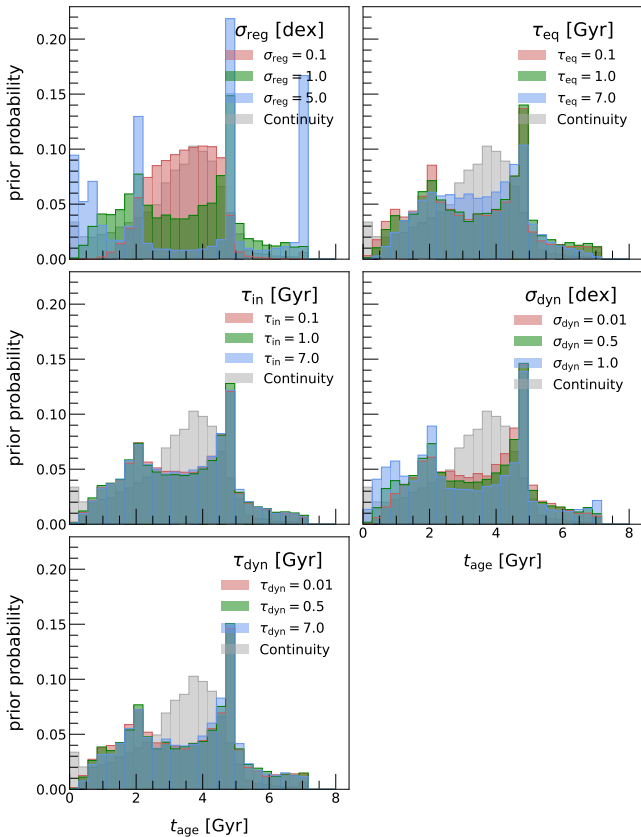 σreg [dex]
σreg = 0.1
σreg = 1.0
σreg = 5.0
Continuity
prior probability
0.20
0.15
0.10
0.05
0.00
τeq [Gyr]
τeq = 0.1
τeq = 1.0
τeq = 7.0
Continuity
τin [Gyr]
τin = 0.1
τin = 1.0
τin = 7.0
Continuity
prior probability
0.20
0.15
0.10
0.05
0.00
σdyn [dex]
σdyn = 0.01
σdyn = 0.5
σdyn = 1.0
Continuity
0 2 4 6 8
tage [Gyr]
τdyn [Gyr]
τdyn = 0.01
τdyn = 0.5
τdyn = 7.0
Continuity
prior probability
0.20
0.15
0.10
0.05
0.00
0 2 4 6 8
tage [Gyr]